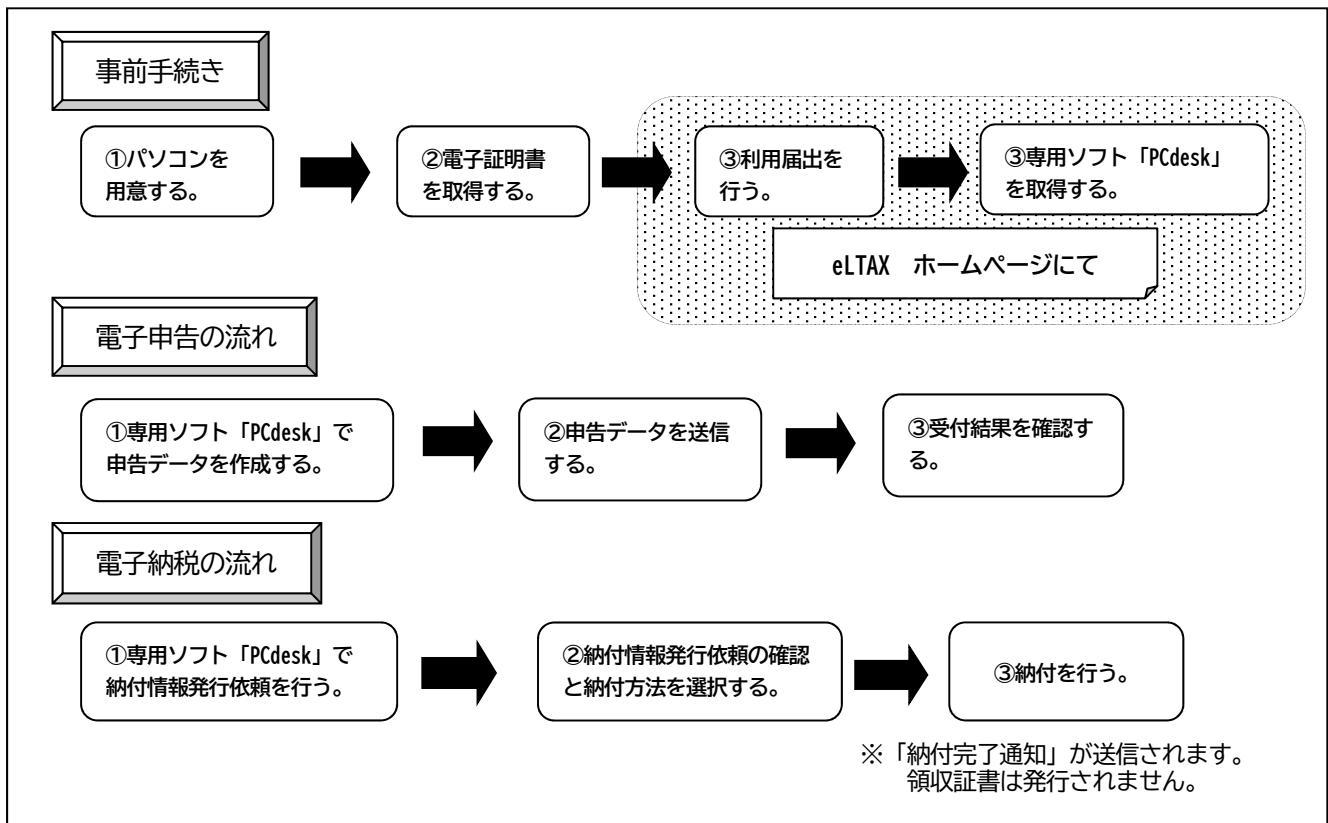 事前手続き
①パソコンを
用意する。
②電子証明書
を取得する。
③利用届出を
行う。
③専用ソフト「PCdesk」
を取得する。
eLTAX　ホームページにて
電子申告の流れ
①専用ソフト「PCdesk」で
申告データを作成する。
②申告データを送信
する。
③受付結果を確認す
る。
電子納税の流れ
①専用ソフト「PCdesk」で
納付情報発行依頼を行う。
②納付情報発行依頼の確認
と納付方法を選択する。
③納付を行う。
※「納付完了通知」が送信されます。
領収証書は発行されません。